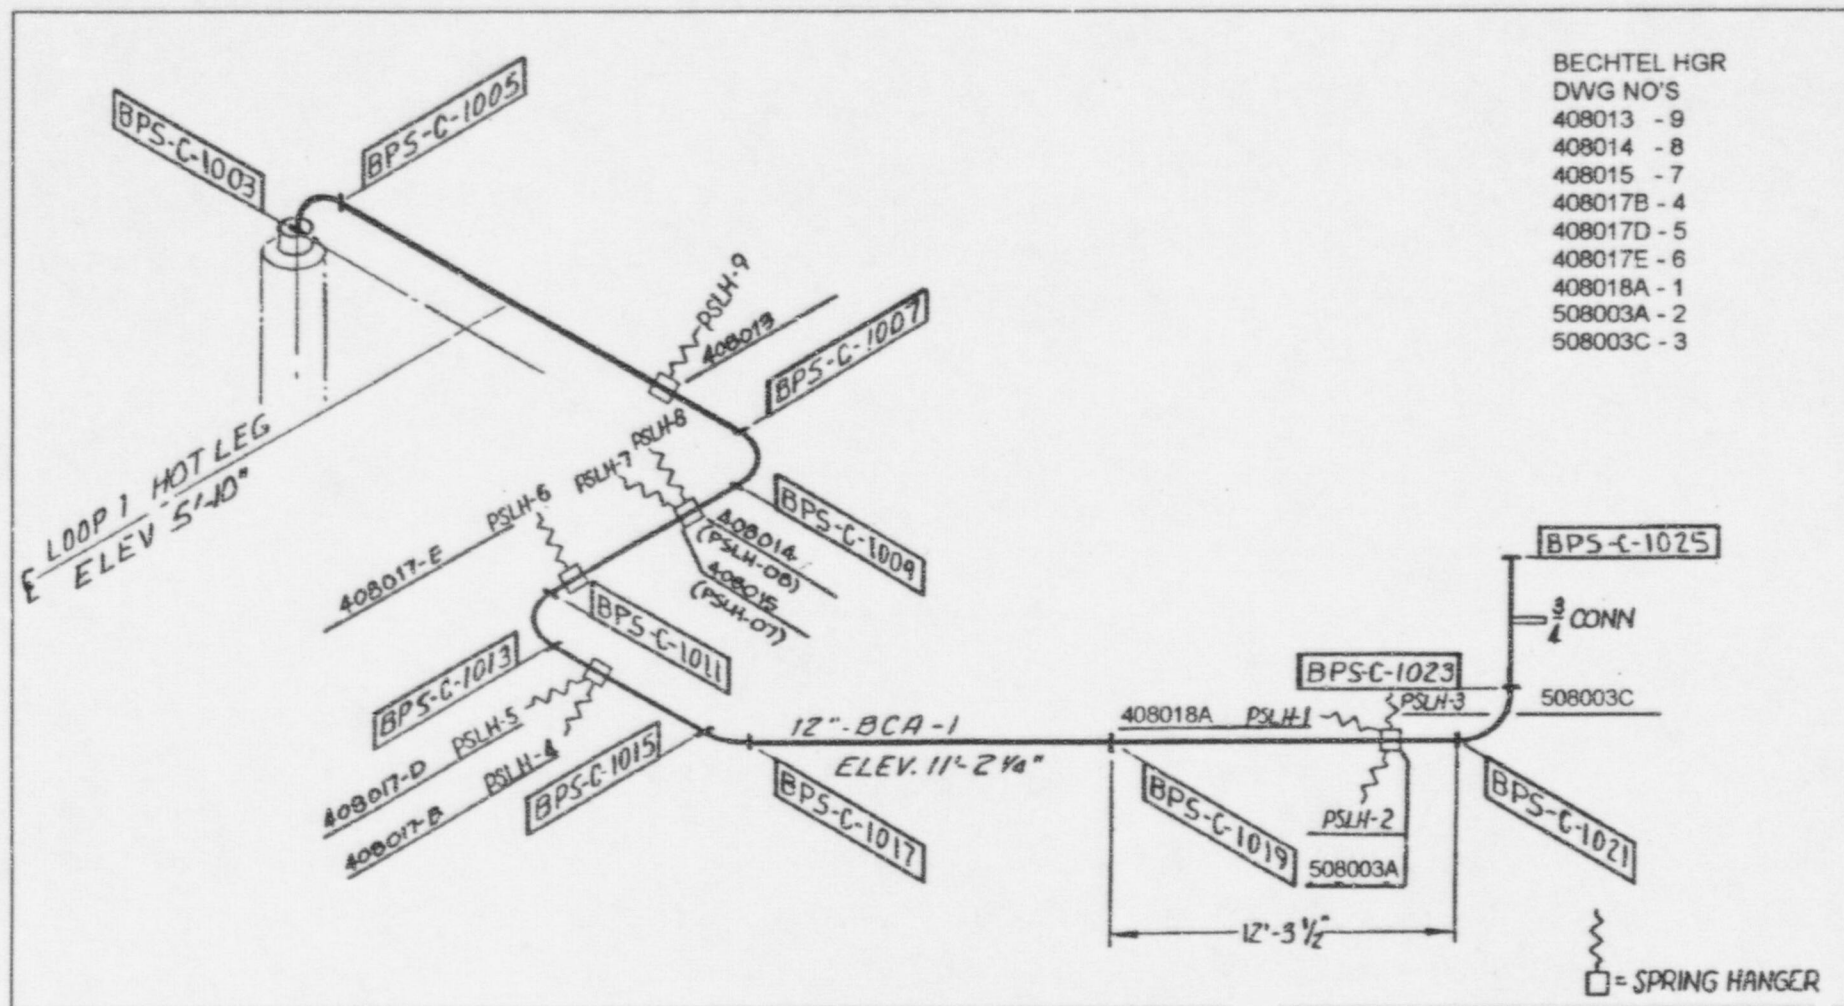 BECHTEL HGR
DWG NO'S
408013 - 9
408014 - 8
408015 - 7
408017B - 4
408017D - 5
408017E - 6
408018A - 1
508003A - 2
508003C - 3
BPS-C-1003
BPS-C-1005
PSLH-9
408013
BPS-C-1007
PSLH-8
PSLH-7
PSLH-6
408017-E
408014
(PSLH-08)
408015
(PSLH-07)
BPS-C-1009
LOOP 1 HOT LEG
ELEV 5'-10"
BPS-C-1011
BPS-C-1013
BPS-C-1025
3/4 CONN
BPS-C-1023
408018A
PSLH-1
PSLH-3
508003C
PSLH-5
408017-D
PSLH-4
408017-B
BPS-C-1015
12"-BCA-1
ELEV. 11'-2 1/4"
BPS-C-1017
BPS-C-1019
PSLH-2
508003A
BPS-C-1021
12'-3 1/2"
= SPRING HANGER